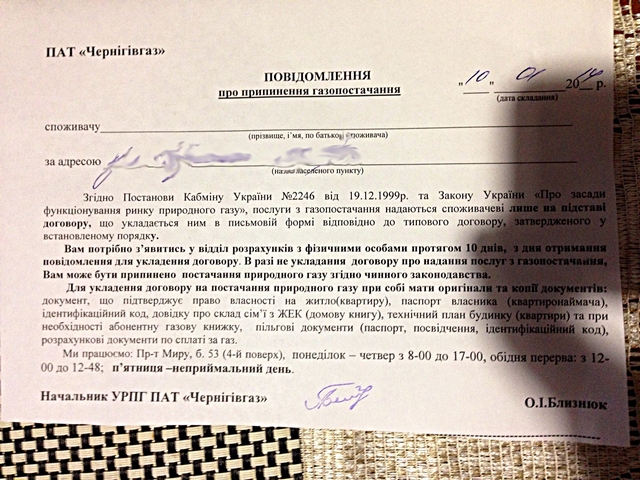 ПАТ «Чернігівгаз»
ПОВІДОМЛЕННЯ
про припинення газопостачання
"10" 01 2014 р.
(дата складання)
споживачу
(прізвище, і'мя, по батькові споживача)
за адресою
(назва населеного пункту)
Згідно Постанови Кабміну України №2246 від 19.12.1999р. та Закону України «Про засади
функціонування ринку природного газу», послуги з газопостачання надаються споживачеві лише на підставі
договору, що укладається ним в письмовій формі відповідно до типового договору, затвердженого у
встановленому порядку.
Вам потрібно з'явитись у відділ розрахунків з фізичними особами протягом 10 днів, з дня отримання
повідомлення для укладення договору. В разі не укладання договору про надання послуг з газопостачання,
Вам може бути припинено постачання природного газу згідно чинного законодавства.
Для укладення договору на постачання природного газу при собі мати оригінали та копії документів:
документ, що підтверджує право власності на житло(квартиру), паспорт власника (квартиронаймача),
ідентифікаційний код, довідку про склад сім'ї з ЖЕК (домову книгу), технічний план будинку (квартири) та при
необхідності абонентну газову книжку, пільгові документи (паспорт, посвідчення, ідентифікаційний код),
розрахункові документи по сплаті за газ.
Ми працюємо: Пр-т Миру, б. 53 (4-й поверх), понеділок – четвер з 8-00 до 17-00, обідня перерва: з 12-
00 до 12-48; п'ятниця –неприймальний день.
Начальник УРПГ ПАТ «Чернігівгаз»
О.І.Близнюк